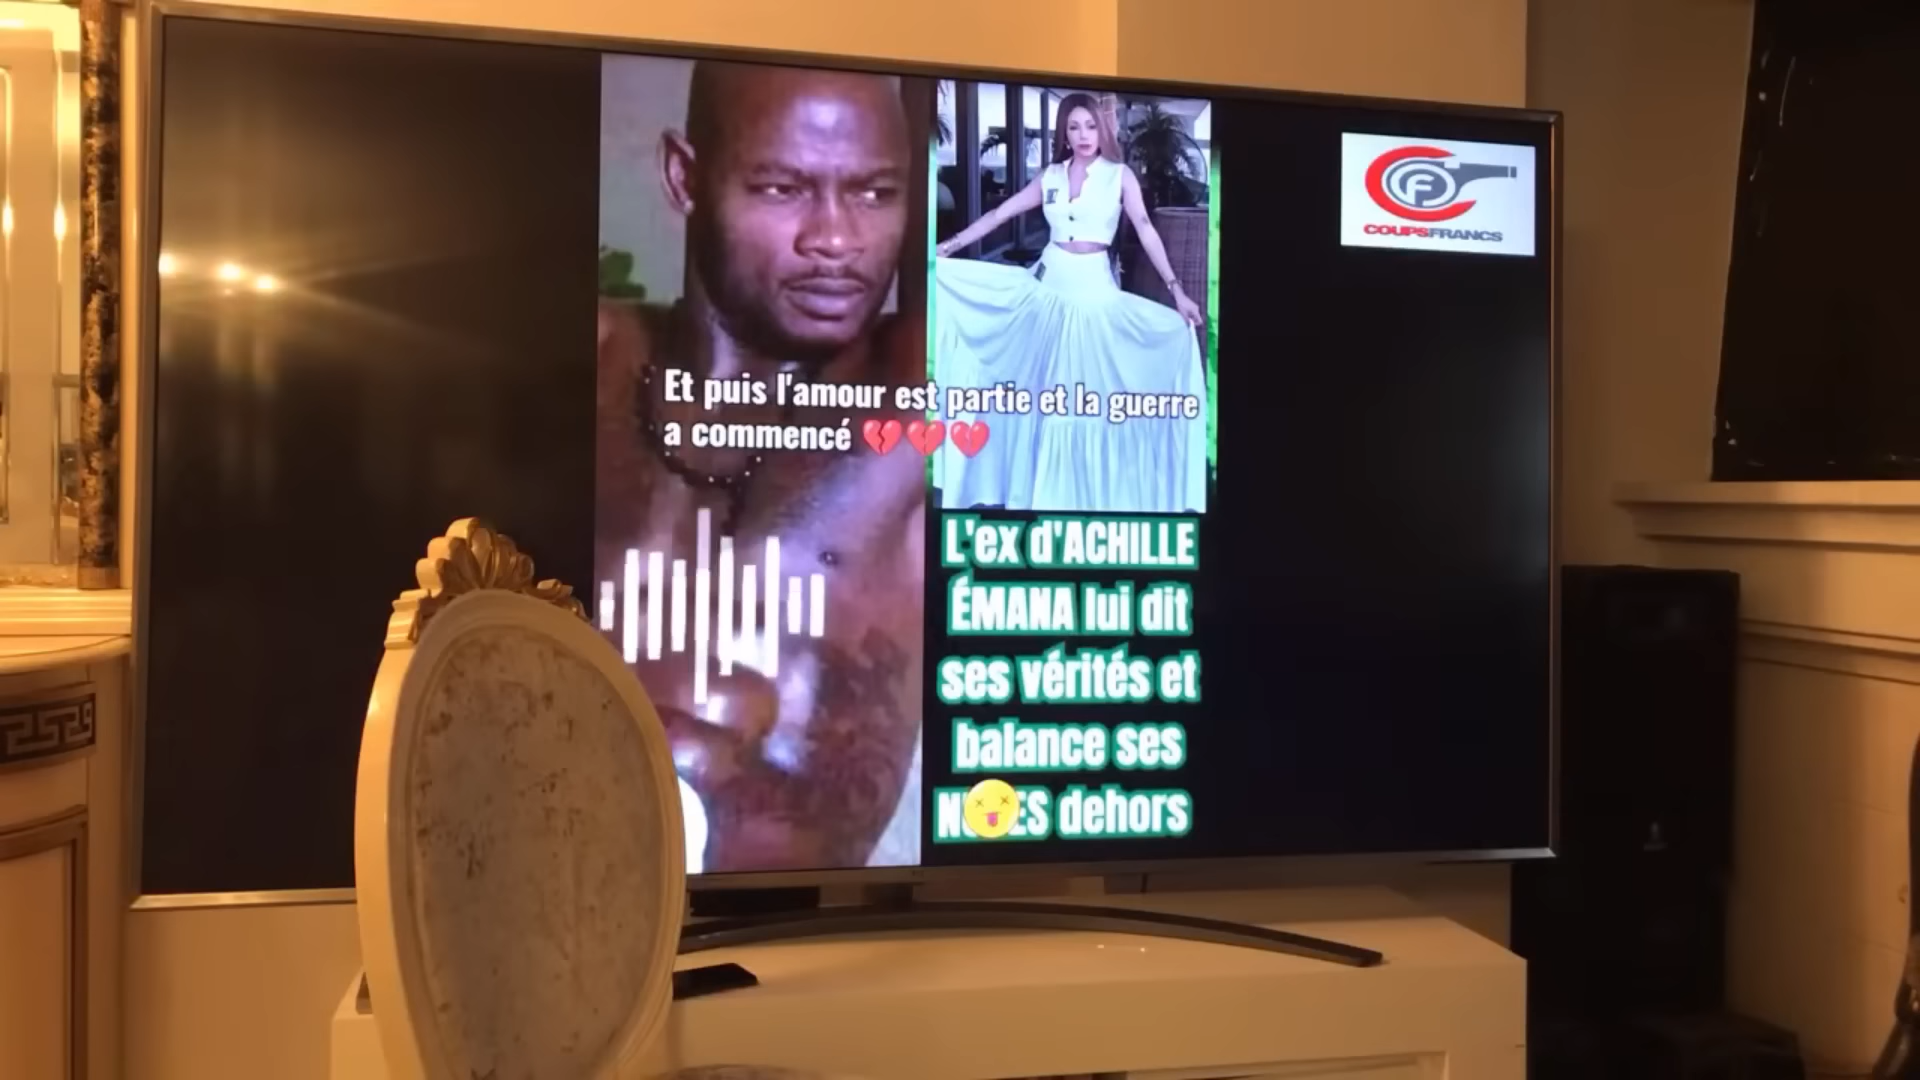 COUPSFRANCS
Et puis l'amour est partie et la guerre
a commencé 💔💔💔
L'ex d'ACHILLE
ÉMANA lui dit
ses vérités et
balance ses
N😵ES dehors